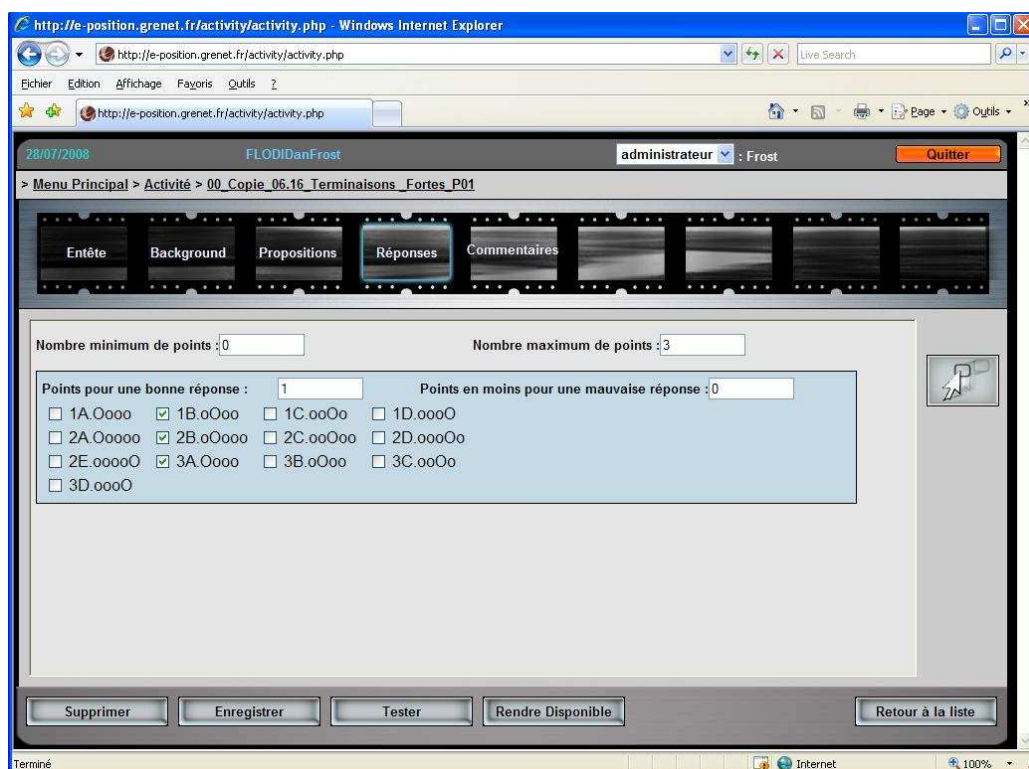 http://e-position.grenet.fr/activity/activity.php - Windows Internet Explorer
http://e-position.grenet.fr/activity/activity.php
Live Search
Eichier Edition Affichage Favoris Outils ?
http://e-position.grenet.fr/activity/activity.php
Page Outils
28/07/2008 FLODIDanFrost administrateur : Frost Quitter
> Menu Principal > Activité > 00_Copie_06.16_Terminaisons _Fortes_P01
Entête Background Propositions Réponses Commentaires
Nombre minimum de points : 0 Nombre maximum de points : 3
Points pour une bonne réponse : 1 Points en moins pour une mauvaise réponse : 0
1A.Oooo 1B.oOoo 1C.ooOo 1D.oooO
2A.Ooooo 2B.oOooo 2C.ooOoo 2D.oooOo
2E.ooooO 3A.Oooo 3B.oOoo 3C.ooOo
3D.oooO
Supprimer Enregistrer Tester Rendre Disponible Retour à la liste
Terminé Internet 100%